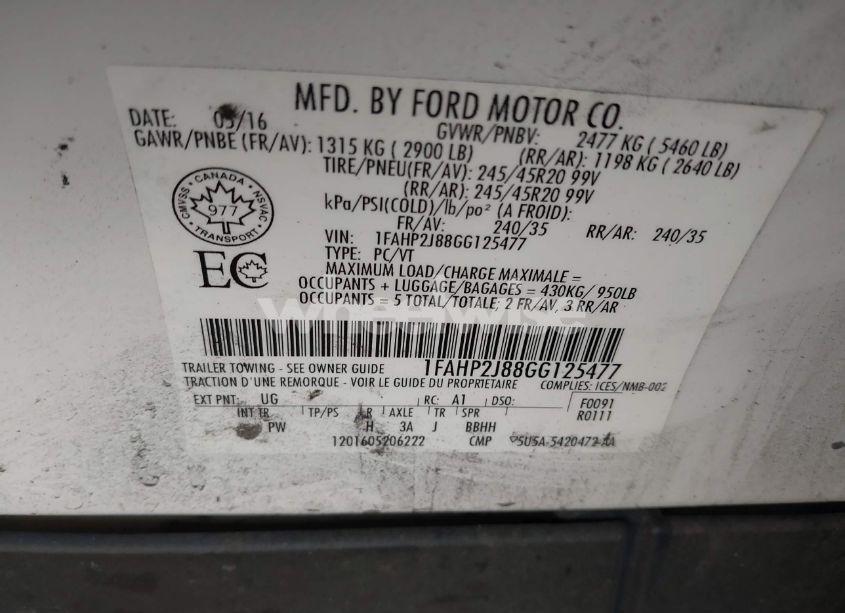 MFD. BY FORD MOTOR CO.
DATE: 05/16 GVWR/PNBV: 2477 KG ( 5460 LB)
GAWR/PNBE (FR/AV): 1315 KG ( 2900 LB) (RR/AR): 1198 KG ( 2640 LB)
TIRE/PNEU(FR/AV): 245/45R20 99V
(RR/AR): 245/45R20 99V
kPa/PSI(COLD)/lb/po² (A FROID):
FR/AV: 240/35 RR/AR: 240/35
CMVSS • CANADA • NSVAC
977
TRANSPORT
EC
VIN: 1FAHP2J88GG125477
TYPE: PC/VT
MAXIMUM LOAD/CHARGE MAXIMALE =
OCCUPANTS + LUGGAGE/BAGAGES = 430KG/ 950LB
OCCUPANTS = 5 TOTAL/TOTALE; 2 FR/AV, 3 RR/AR
1FAHP2J88GG125477
TRAILER TOWING - SEE OWNER GUIDE
TRACTION D'UNE REMORQUE - VOIR LE GUIDE DU PROPRIETAIRE COMPLIES: ICES/NMB-002
EXT PNT: UG RC: A1 DSO: F0091
INT TR TP/PS R AXLE TR SPR R0111
PW H 3A J BBHH
1201605206222 CMP